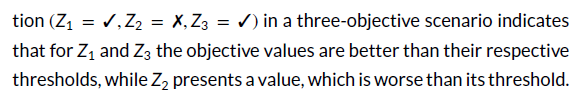 tion (Z₁ = ✓, Z₂ = ✗, Z₃ = ✓) in a three-objective scenario indicates
that for Z₁ and Z₃ the objective values are better than their respective
thresholds, while Z₂ presents a value, which is worse than its threshold.